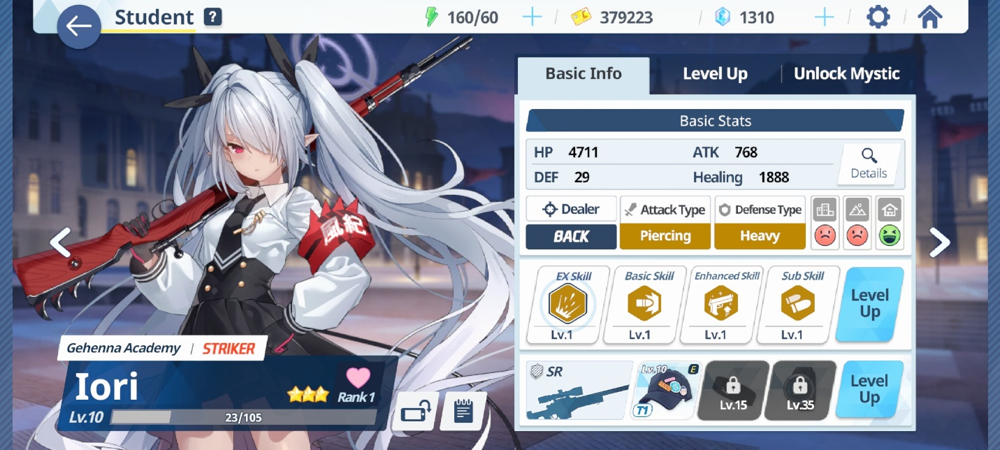 Student ?
160/60
379223
1310
Basic Info
Level Up
Unlock Mystic
Basic Stats
HP 4711
ATK 768
DEF 29
Healing 1888
Details
Dealer
BACK
Attack Type
Piercing
Defense Type
Heavy
EX Skill
Lv.1
Basic Skill
Lv.1
Enhanced Skill
Lv.1
Sub Skill
Lv.1
Level
Up
SR
Lv.10 E
T1
Lv.15
Lv.35
Level
Up
風紀
Gehenna Academy | STRIKER
Iori
Rank 1
Lv.10
23/105